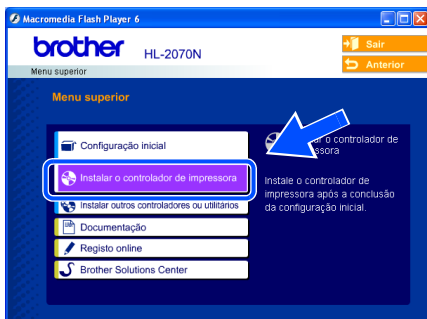 Macromedia Flash Player 6
brother HL-2070N
Sair
Anterior
Menu superior
Menu superior
Configuração inicial
Instalar o controlador de impressora
Instalar outros controladores ou utilitários
Documentação
Registo online
Brother Solutions Center
o controlador de
Instale o controlador de
impressora após a conclusão
da configuração inicial.